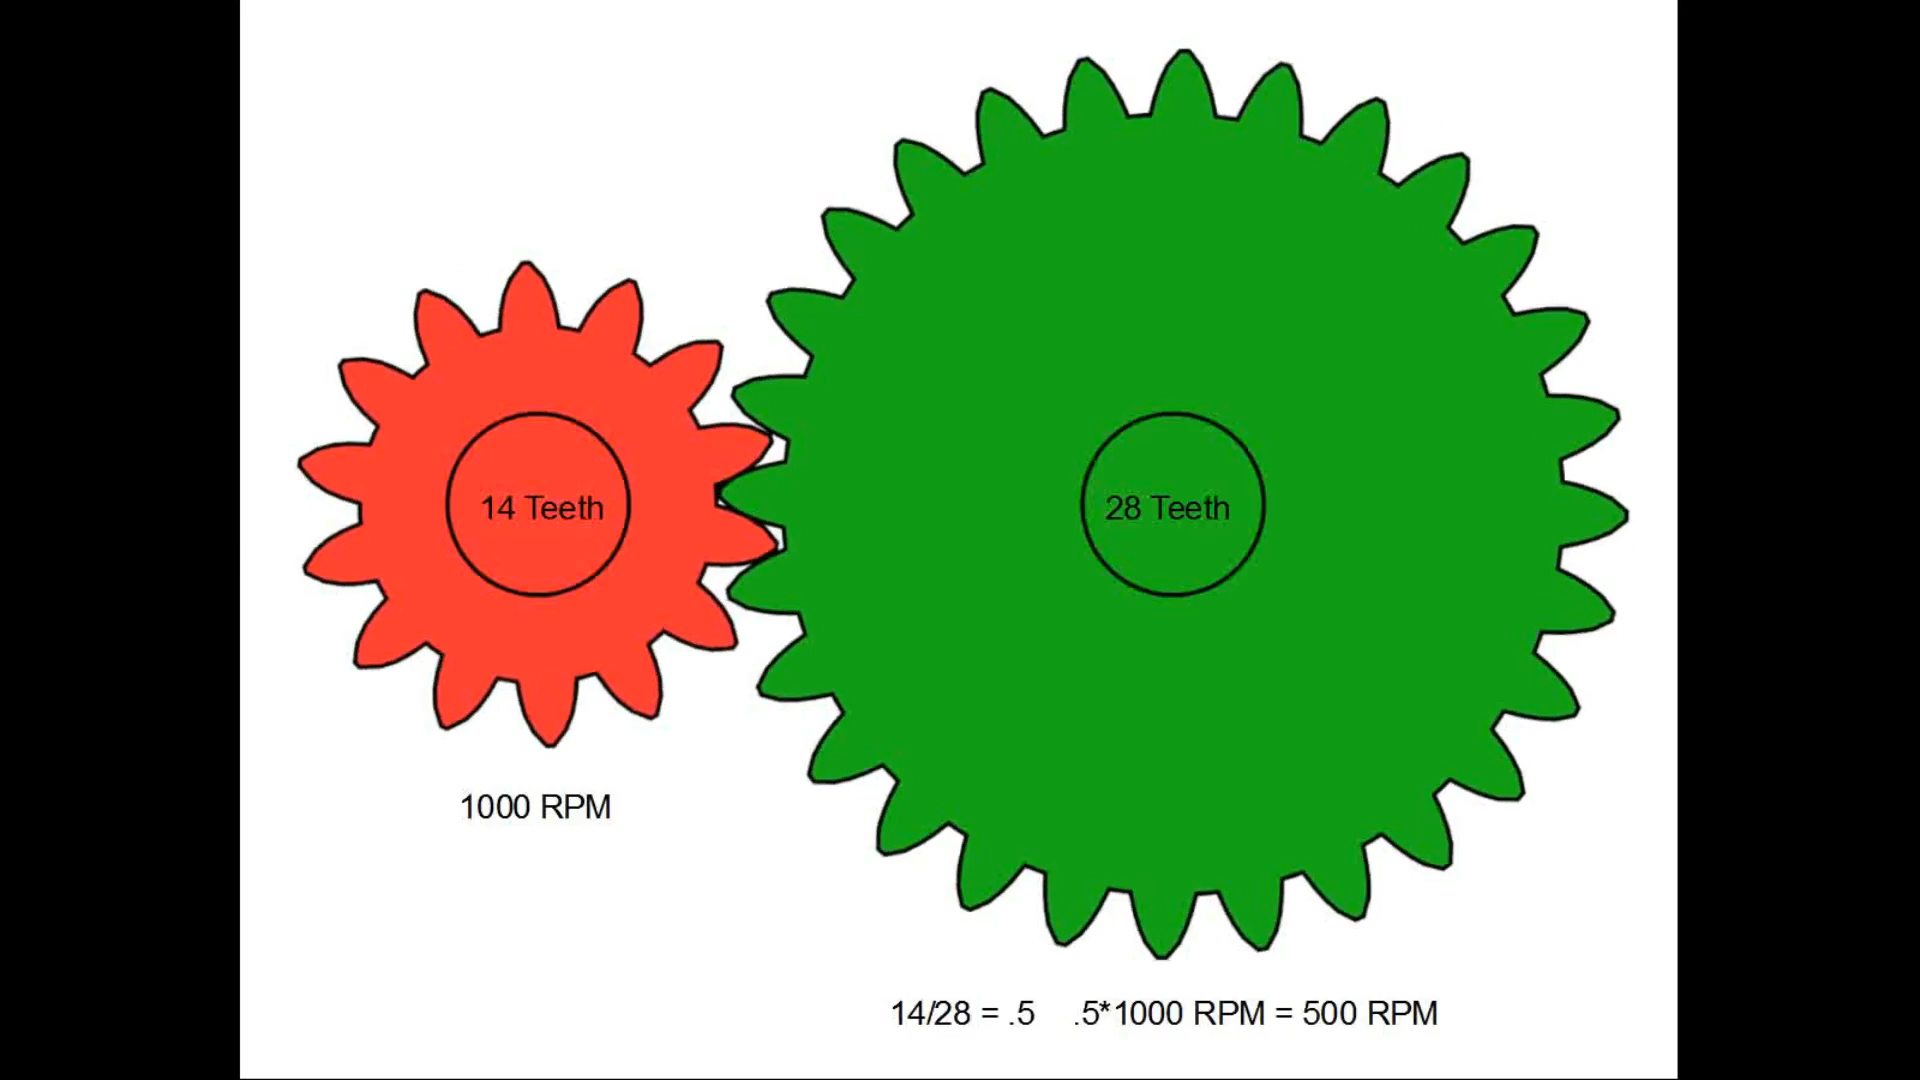 14 Teeth
28 Teeth
1000 RPM
14/28 = .5 .5*1000 RPM = 500 RPM